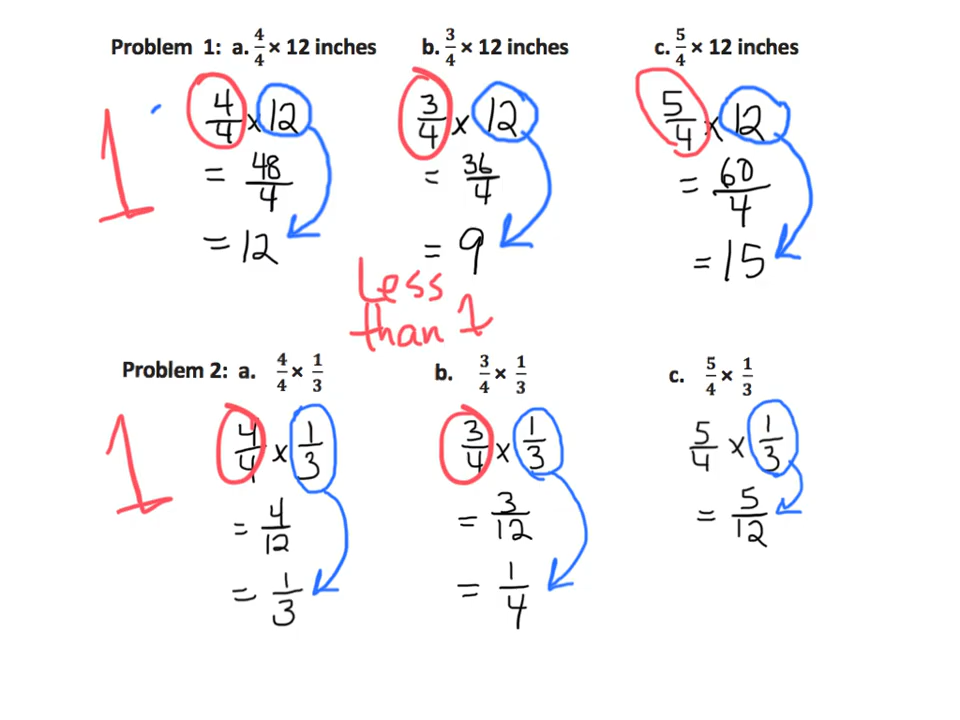 Problem 1: a. 4/4 × 12 inches b. 3/4 × 12 inches c. 5/4 × 12 inches
4/4 × 12 3/4 × 12 5/4 × 12
1
= 48/4 = 36/4 = 60/4
= 12 = 9 = 15
Less
than 1
Problem 2: a. 4/4 × 1/3 b. 3/4 × 1/3 c. 5/4 × 1/3
4/4 × 1/3 3/4 × 1/3 5/4 × 1/3
1
= 4/12 = 3/12 = 5/12
= 1/3 = 1/4